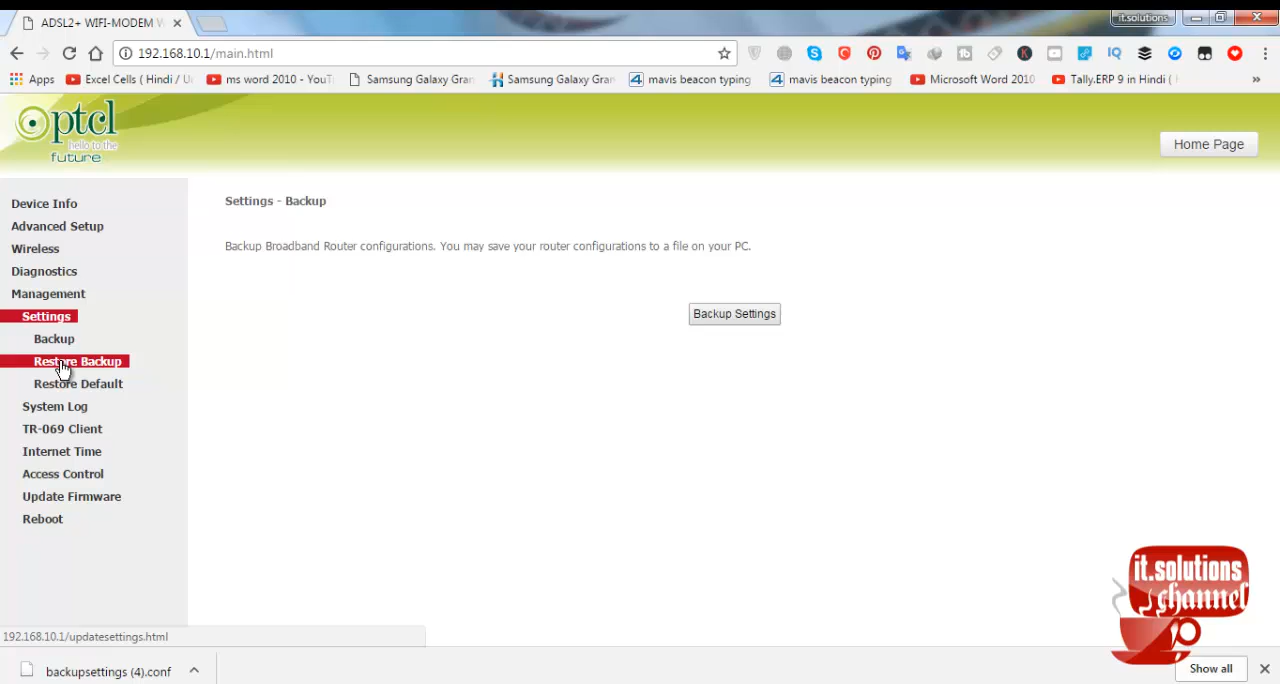 it.solutions
ADSL2+ WIFI-MODEM W
192.168.10.1/main.html
Apps
Excel Cells ( Hindi / Ur
ms word 2010 - YouT
Samsung Galaxy Gran
Samsung Galaxy Gran
mavis beacon typing
mavis beacon typing
Microsoft Word 2010
Tally.ERP 9 in Hindi (
»
ptcl
hello to the
future
Home Page
Device Info
Advanced Setup
Wireless
Diagnostics
Management
Settings
Backup
Restore Backup
Restore Default
System Log
TR-069 Client
Internet Time
Access Control
Update Firmware
Reboot
Settings - Backup
Backup Broadband Router configurations. You may save your router configurations to a file on your PC.
Backup Settings
it.solutions
channel
192.168.10.1/updatesettings.html
backupsettings (4).conf
Show all